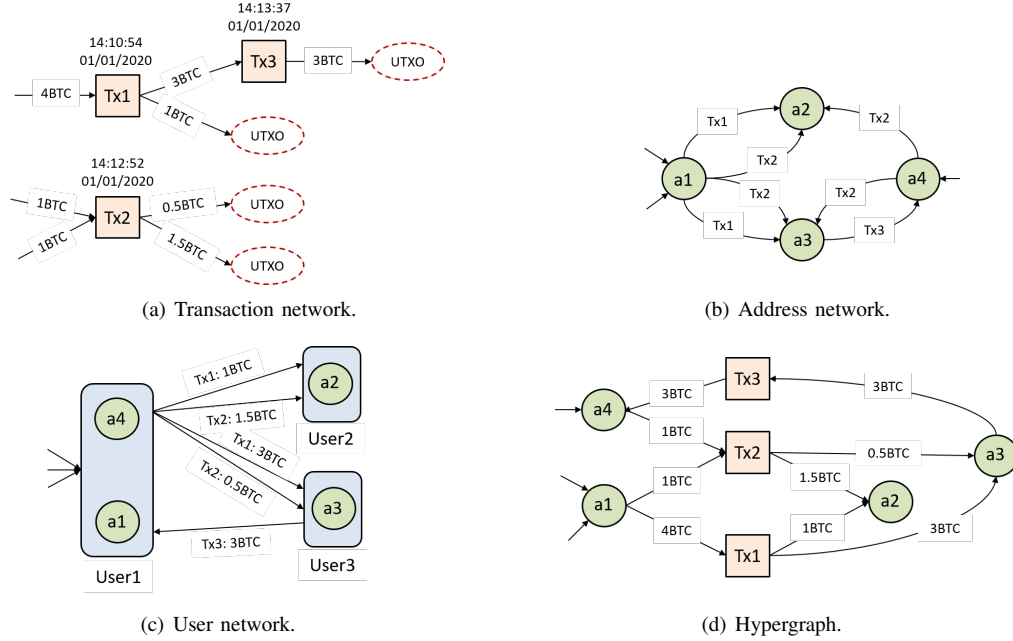 14:10:54
01/01/2020
14:13:37
01/01/2020
4BTC
Tx1
3BTC
1BTC
Tx3
3BTC
UTXO
UTXO
14:12:52
01/01/2020
1BTC
1BTC
Tx2
0.5BTC
1.5BTC
UTXO
UTXO
(a) Transaction network.
a2
Tx1
Tx2
Tx2
a1
Tx2
Tx2
a4
Tx1
a3
Tx3
(b) Address network.
a4
a1
User1
Tx1: 1BTC
Tx2: 1.5BTC
Tx1: 3BTC
Tx2: 0.5BTC
Tx3: 3BTC
a2
User2
a3
User3
(c) User network.
Tx3
3BTC
3BTC
a4
1BTC
Tx2
0.5BTC
a3
1BTC
1.5BTC
a1
a2
4BTC
1BTC
3BTC
Tx1
(d) Hypergraph.